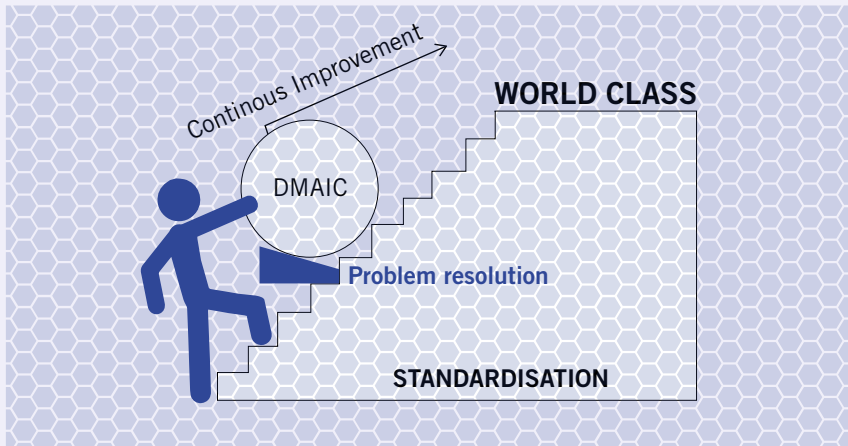 Continous Improvement
WORLD CLASS
DMAIC
Problem resolution
STANDARDISATION